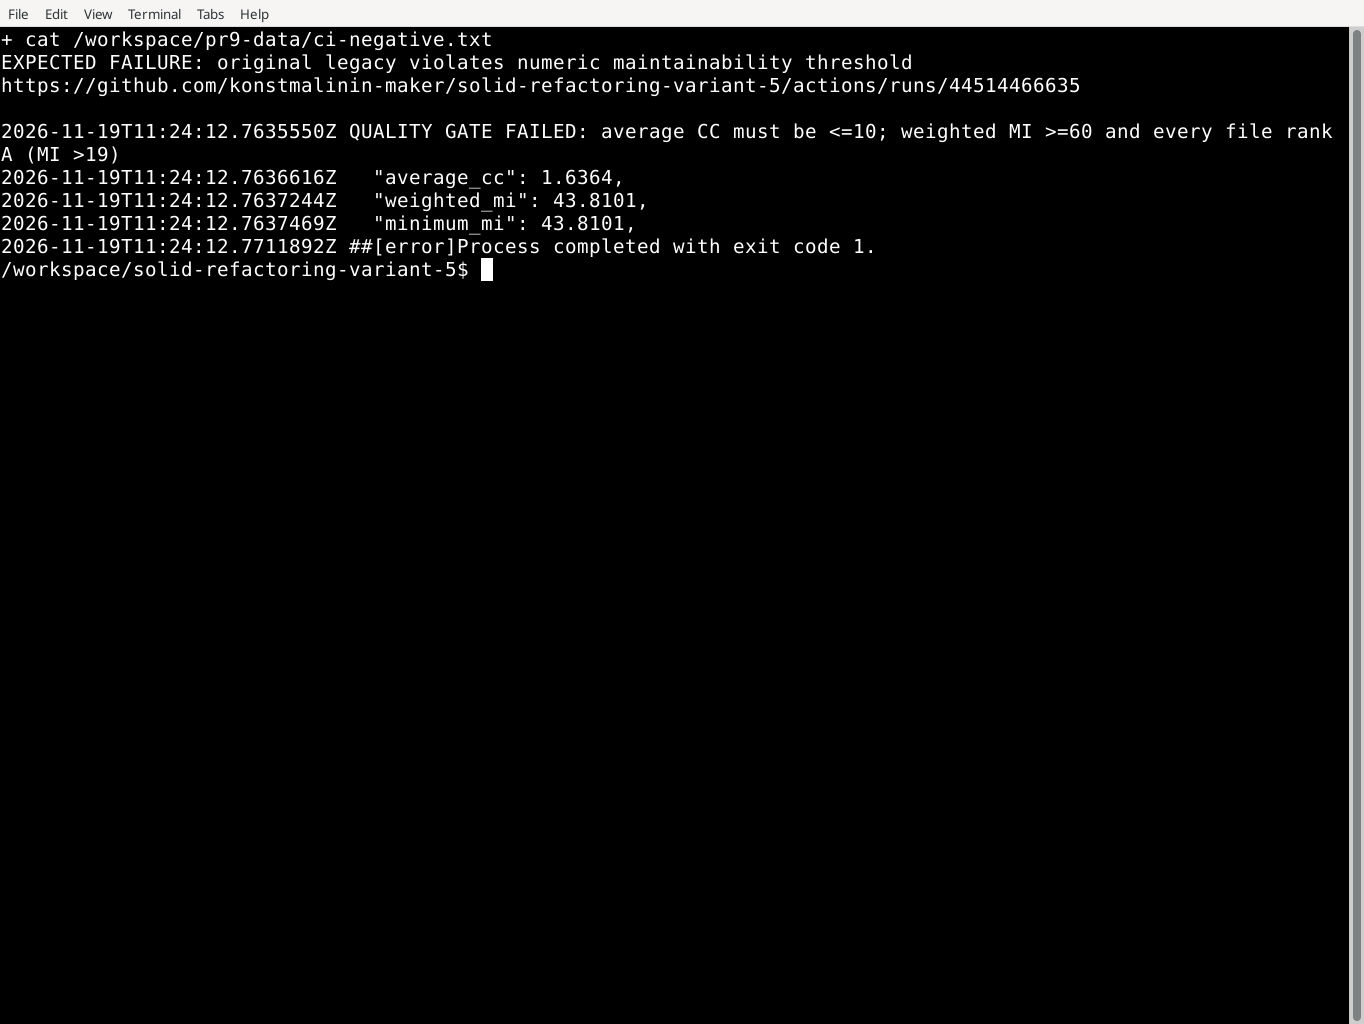 File Edit View Terminal Tabs Help
+ cat /workspace/pr9-data/ci-negative.txt
EXPECTED FAILURE: original legacy violates numeric maintainability threshold
https://github.com/konstmalinin-maker/solid-refactoring-variant-5/actions/runs/44514466635
2026-11-19T11:24:12.7635550Z QUALITY GATE FAILED: average CC must be <=10; weighted MI >=60 and every file rank
A (MI >19)
2026-11-19T11:24:12.7636616Z   "average_cc": 1.6364,
2026-11-19T11:24:12.7637244Z   "weighted_mi": 43.8101,
2026-11-19T11:24:12.7637469Z   "minimum_mi": 43.8101,
2026-11-19T11:24:12.7711892Z ##[error]Process completed with exit code 1.
/workspace/solid-refactoring-variant-5$